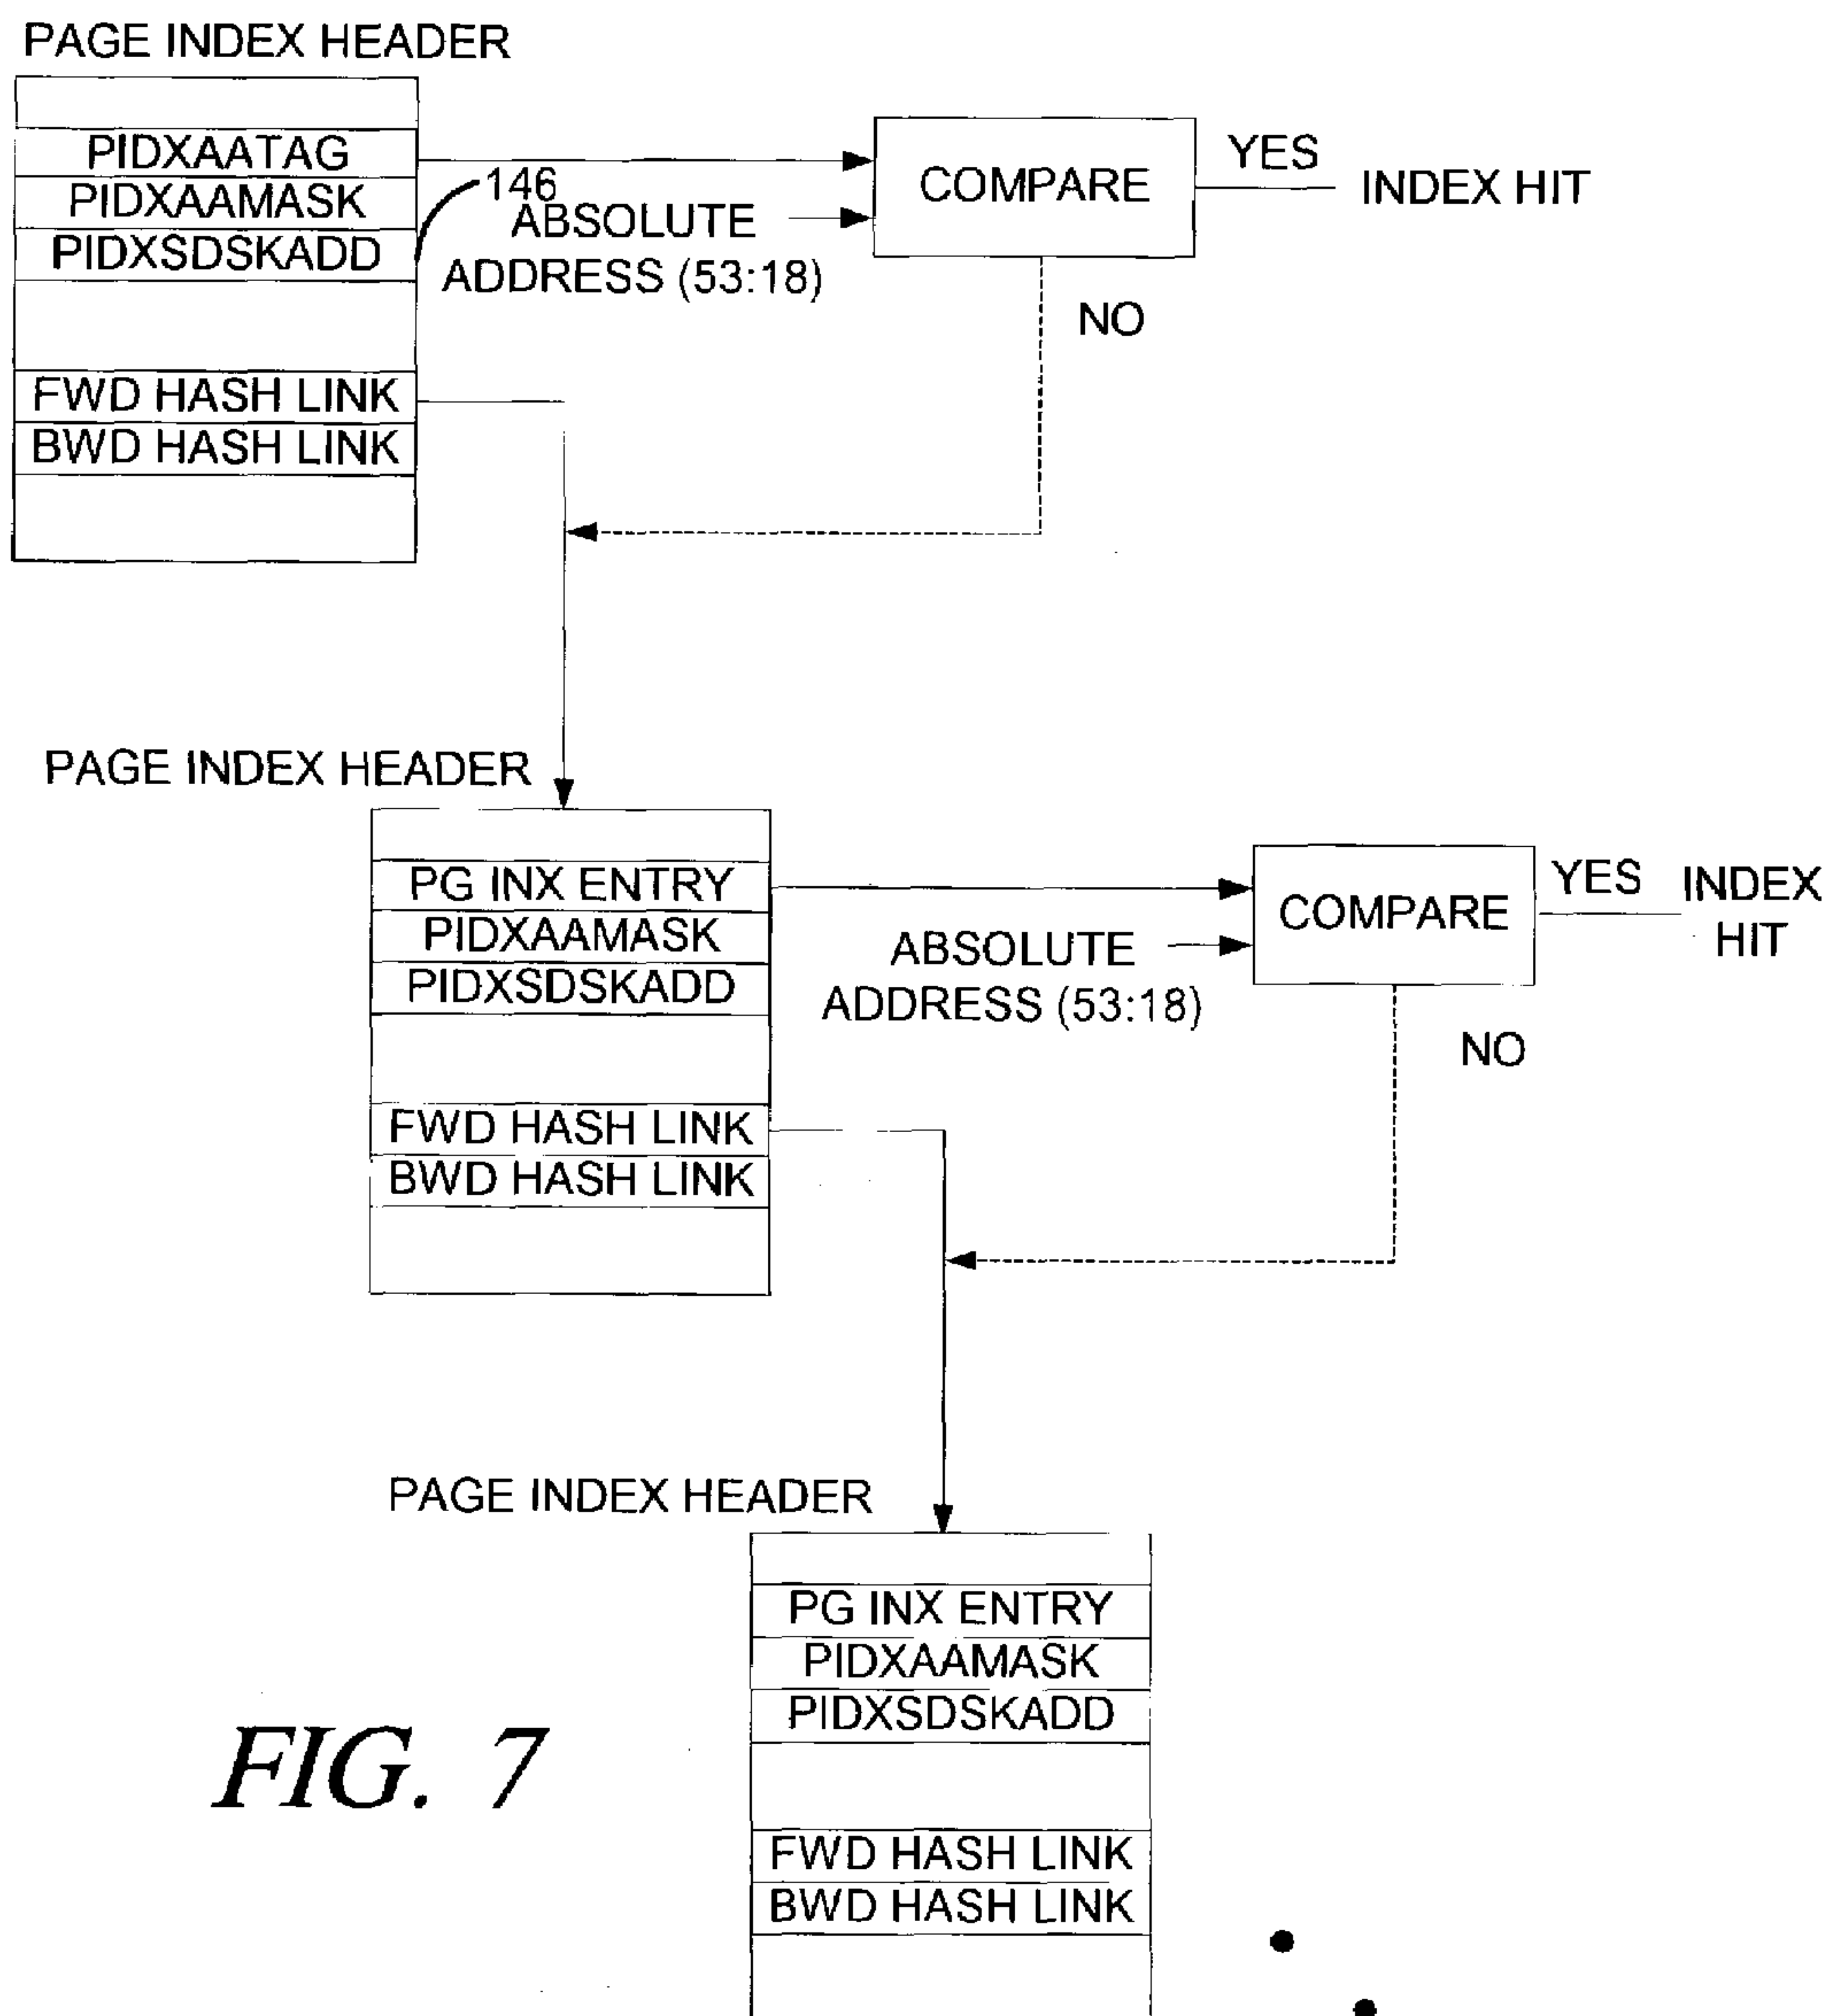 PAGE INDEX HEADER
PIDXAATAG
PIDXAAMASK
PIDXSDSKADD
FWD HASH LINK
BWD HASH LINK
146
ABSOLUTE
ADDRESS (53:18)
COMPARE
YES
INDEX HIT
NO
PAGE INDEX HEADER
PG INX ENTRY
PIDXAAMASK
PIDXSDSKADD
FWD HASH LINK
BWD HASH LINK
ABSOLUTE
ADDRESS (53:18)
COMPARE
YES
INDEX
HIT
NO
PAGE INDEX HEADER
PG INX ENTRY
PIDXAAMASK
PIDXSDSKADD
FWD HASH LINK
BWD HASH LINK
FIG. 7